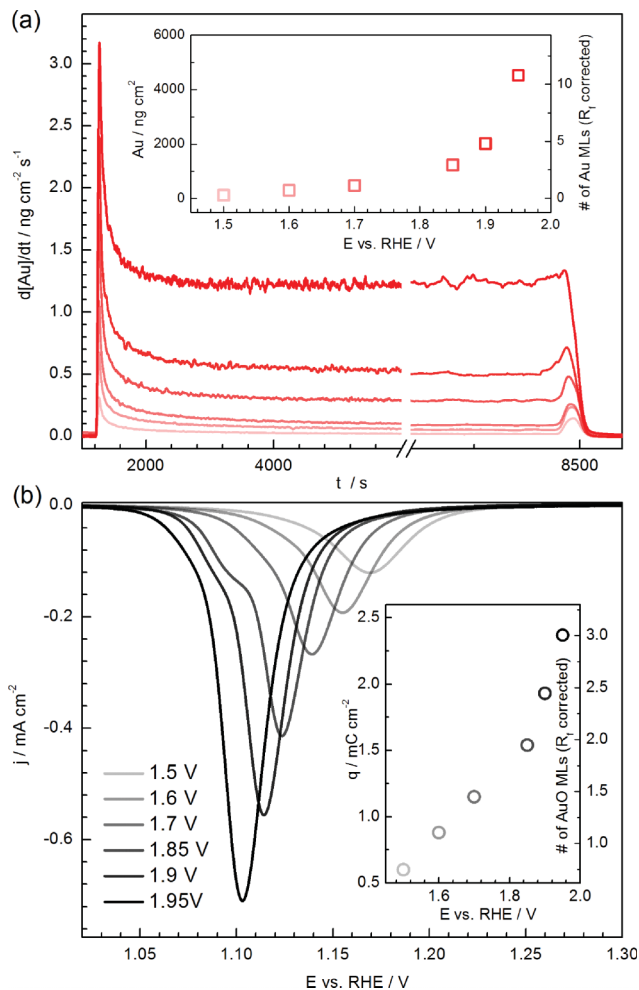 (a)
d[Au]/dt / ng cm⁻² s⁻¹
3.0
2.5
2.0
1.5
1.0
0.5
0.0
Au / ng cm²
6000
4000
2000
0
10
5
0
# of Au MLs (R_f corrected)
1.5 1.6 1.7 1.8 1.9 2.0
E vs. RHE / V
2000 4000 8500
t / s
(b)
j / mA cm⁻²
0.0
-0.2
-0.4
-0.6
1.5 V
1.6 V
1.7 V
1.85 V
1.9 V
1.95V
q / mC cm⁻²
2.5
2.0
1.5
1.0
0.5
3.0
2.5
2.0
1.5
1.0
# of AuO MLs (R_f corrected)
1.6 1.8 2.0
E vs. RHE / V
1.05 1.10 1.15 1.20 1.25 1.30
E vs. RHE / V